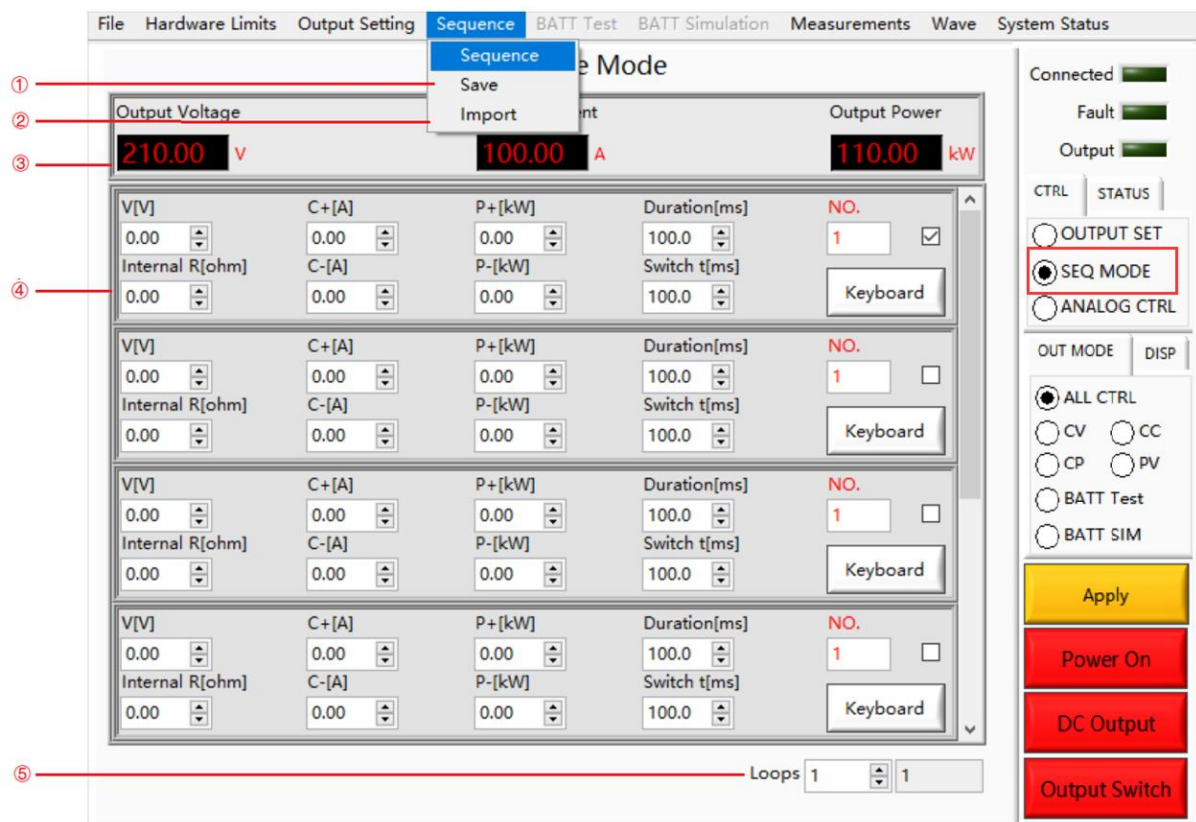 File Hardware Limits Output Setting Sequence BATT Test BATT Simulation Measurements Wave System Status
Sequence
e Mode
Connected
① Save
② Import
Output Voltage nt Output Power
Fault
③ 210.00 V 100.00 A 110.00 kW
Output
CTRL STATUS
V[V] C+[A] P+[kW] Duration[ms] NO.
0.00 0.00 0.00 100.0 1
OUTPUT SET
Internal R[ohm] C-[A] P-[kW] Switch t[ms]
SEQ MODE
④ 0.00 0.00 0.00 100.0 Keyboard
ANALOG CTRL
V[V] C+[A] P+[kW] Duration[ms] NO.
OUT MODE DISP
0.00 0.00 0.00 100.0 1
ALL CTRL
Internal R[ohm] C-[A] P-[kW] Switch t[ms]
0.00 0.00 0.00 100.0 Keyboard
CV CC
CP PV
V[V] C+[A] P+[kW] Duration[ms] NO.
BATT Test
0.00 0.00 0.00 100.0 1
BATT SIM
Internal R[ohm] C-[A] P-[kW] Switch t[ms]
0.00 0.00 0.00 100.0 Keyboard
Apply
V[V] C+[A] P+[kW] Duration[ms] NO.
0.00 0.00 0.00 100.0 1
Power On
Internal R[ohm] C-[A] P-[kW] Switch t[ms]
0.00 0.00 0.00 100.0 Keyboard
DC Output
⑤ Loops 1 1
Output Switch